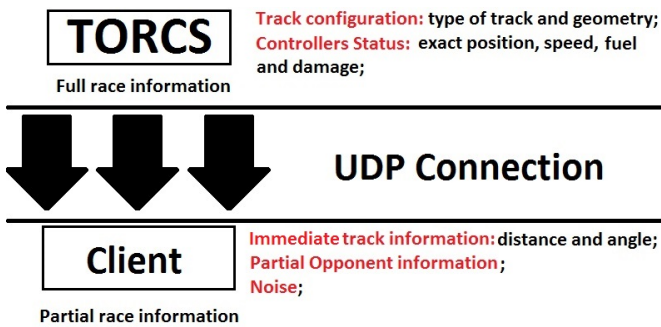 TORCS
Track configuration: type of track and geometry;
Controllers Status: exact position, speed, fuel
and damage;
Full race information
UDP Connection
Client
Immediate track information: distance and angle;
Partial Opponent information;
Noise;
Partial race information